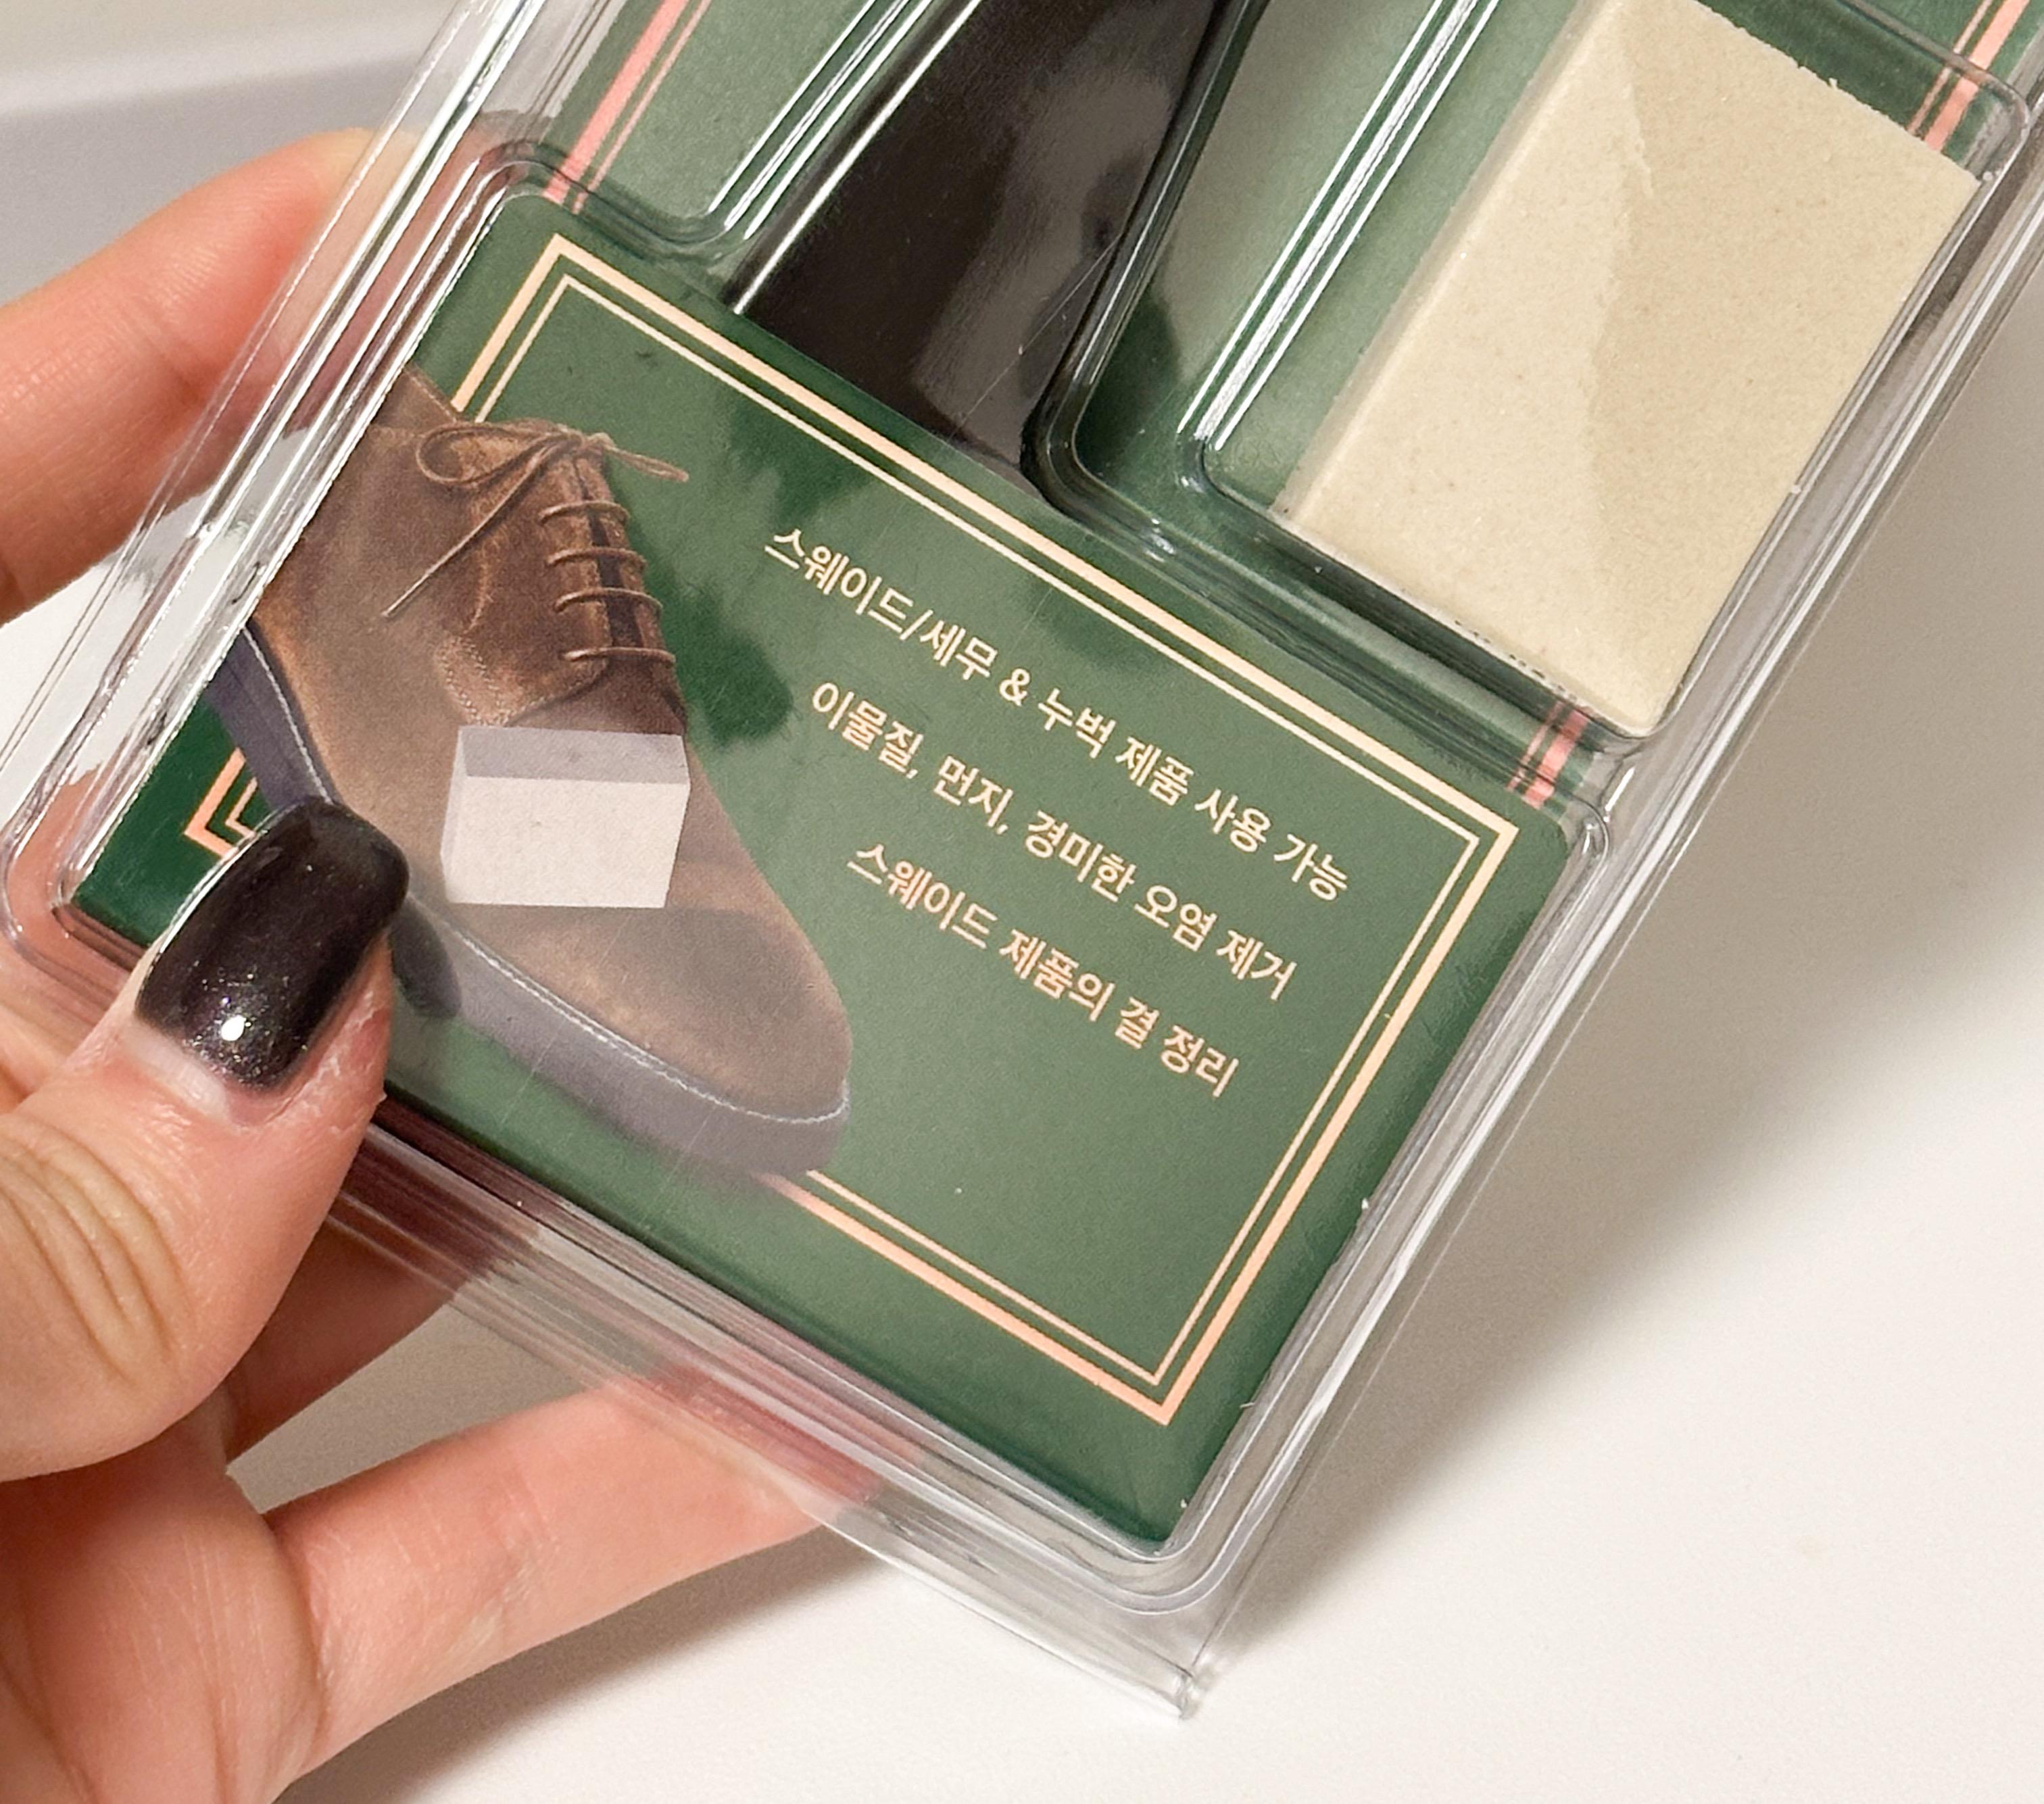 스웨이드/세무 & 누벅 제품 사용 가능
이물질, 먼지, 경미한 오염 제거
스웨이드 제품의 결 정리